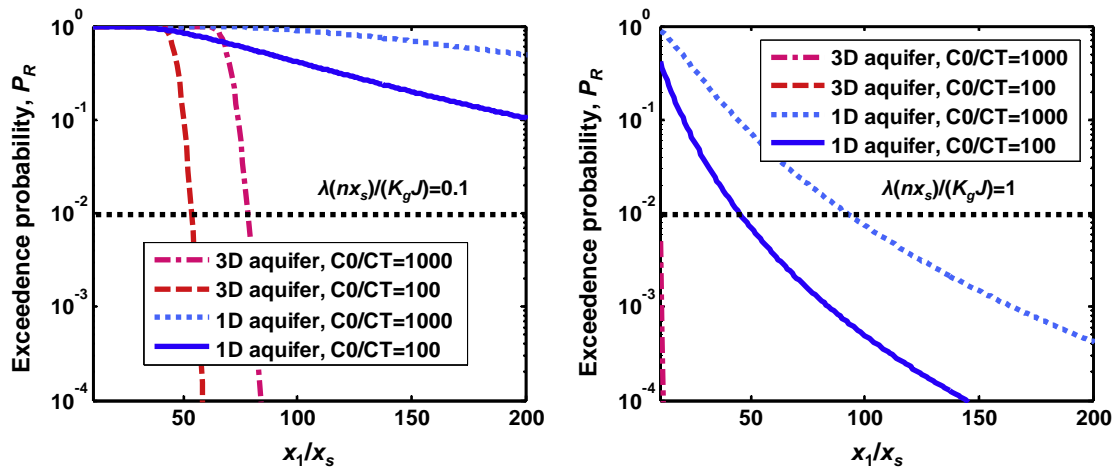 Exceedence probability, P_R
10^0
10^-1
10^-2
10^-3
10^-4
λ(nx_s)/(K_gJ)=0.1
3D aquifer, C0/CT=1000
3D aquifer, C0/CT=100
1D aquifer, C0/CT=1000
1D aquifer, C0/CT=100
50 100 150 200
x_1/x_s
Exceedence probability, P_R
10^0
10^-1
10^-2
10^-3
10^-4
3D aquifer, C0/CT=1000
3D aquifer, C0/CT=100
1D aquifer, C0/CT=1000
1D aquifer, C0/CT=100
λ(nx_s)/(K_gJ)=1
50 100 150 200
x_1/x_s